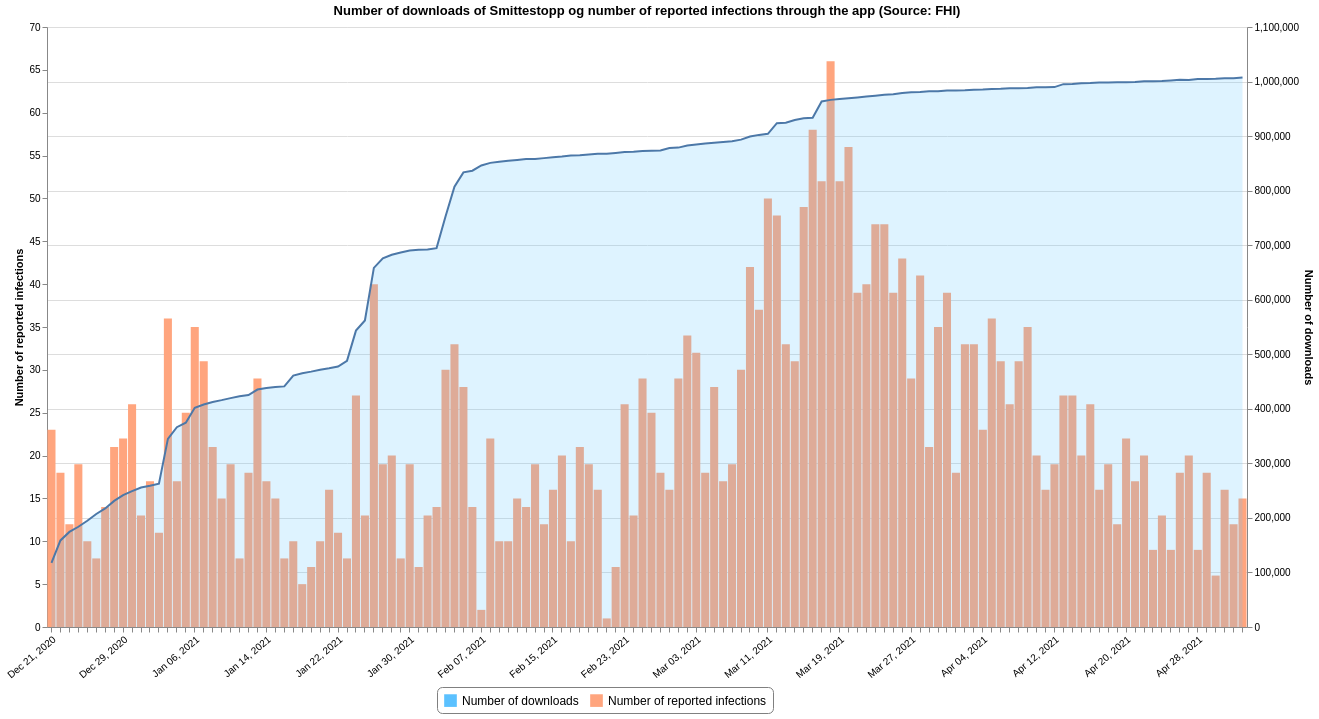 Number of downloads of Smittestopp og number of reported infections through the app (Source: FHI)
Number of reported infections
70
65
60
55
50
45
40
35
30
25
20
15
10
5
0
1,100,000
1,000,000
900,000
800,000
700,000
600,000
500,000
400,000
300,000
200,000
100,000
0
Number of downloads
Dec 21, 2020
Dec 29, 2020
Jan 06, 2021
Jan 14, 2021
Jan 22, 2021
Jan 30, 2021
Feb 07, 2021
Feb 15, 2021
Feb 23, 2021
Mar 03, 2021
Mar 11, 2021
Mar 19, 2021
Mar 27, 2021
Apr 04, 2021
Apr 12, 2021
Apr 20, 2021
Apr 28, 2021
Number of downloads
Number of reported infections